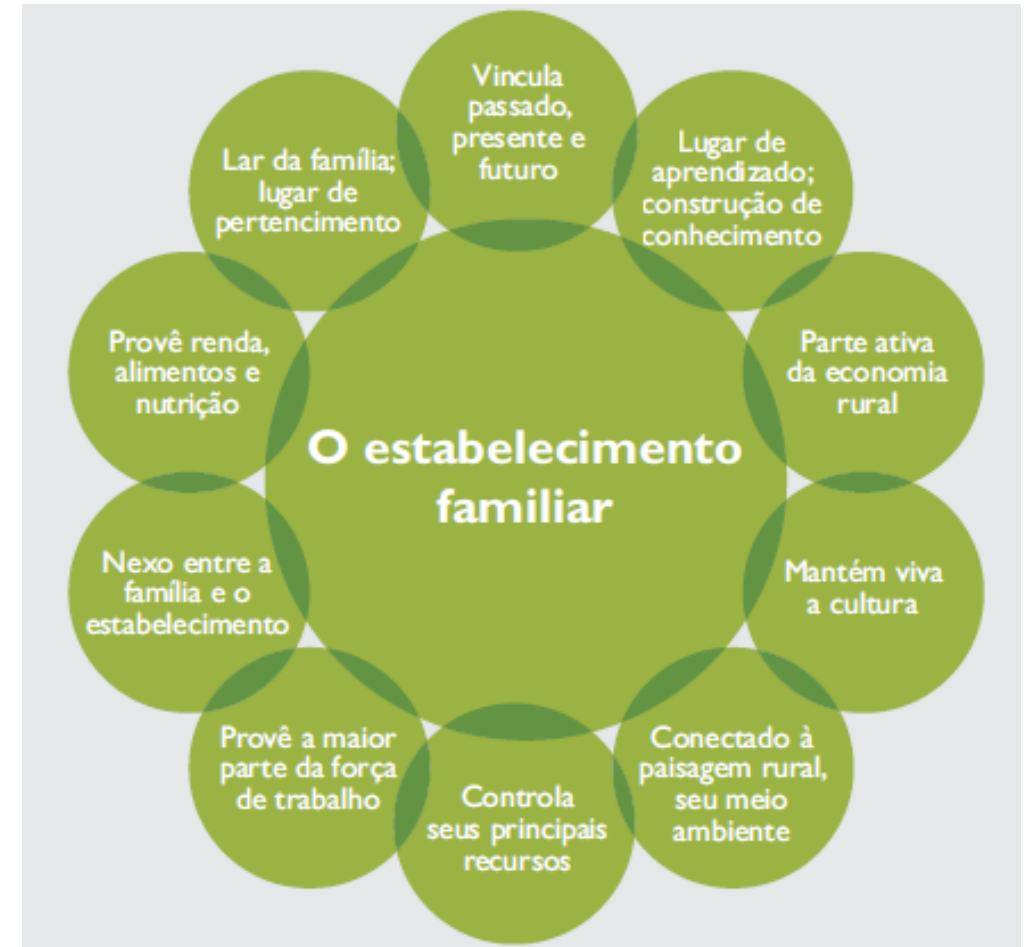 Vincula
passado,
presente e
futuro
Lugar de
aprendizado;
construção de
conhecimento
Parte ativa
da economia
rural
Mantém viva
a cultura
Conectado à
paisagem rural,
seu meio
ambiente
Controla
seus principais
recursos
Provê a maior
parte da força
de trabalho
Nexo entre a
família e o
estabelecimento
Provê renda,
alimentos e
nutrição
Lar da família;
lugar de
pertencimento
O estabelecimento
familiar